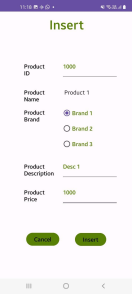 11:18
Insert
Product ID 1000
Product Name Product 1
Product Brand Brand 1
Brand 2
Brand 3
Product Description Desc 1
Product Price 1000
Cancel Insert